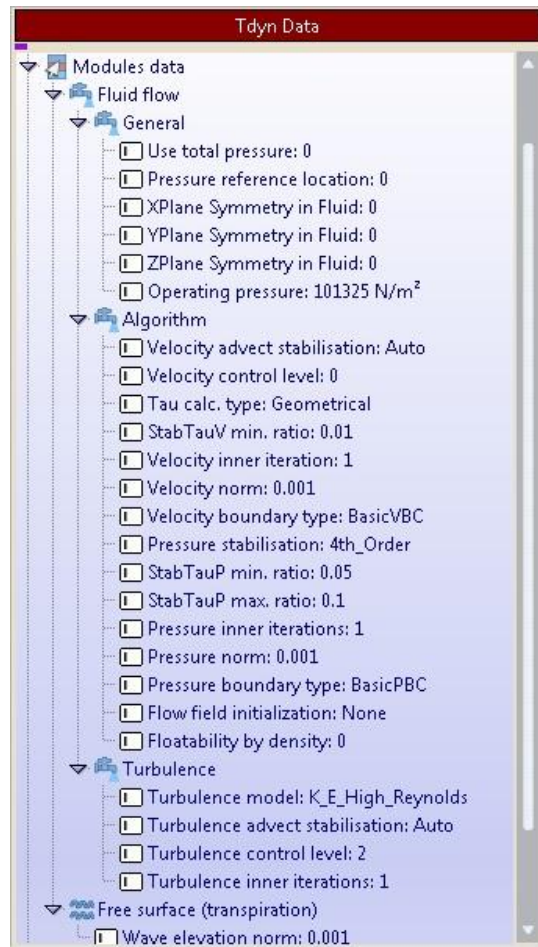 Tdyn Data
Modules data
Fluid flow
General
Use total pressure: 0
Pressure reference location: 0
XPlane Symmetry in Fluid: 0
YPlane Symmetry in Fluid: 0
ZPlane Symmetry in Fluid: 0
Operating pressure: 101325 N/m²
Algorithm
Velocity advect stabilisation: Auto
Velocity control level: 0
Tau calc. type: Geometrical
StabTauV min. ratio: 0.01
Velocity inner iteration: 1
Velocity norm: 0.001
Velocity boundary type: BasicVBC
Pressure stabilisation: 4th_Order
StabTauP min. ratio: 0.05
StabTauP max. ratio: 0.1
Pressure inner iterations: 1
Pressure norm: 0.001
Pressure boundary type: BasicPBC
Flow field initialization: None
Floatability by density: 0
Turbulence
Turbulence model: K_E_High_Reynolds
Turbulence advect stabilisation: Auto
Turbulence control level: 2
Turbulence inner iterations: 1
Free surface (transpiration)
Wave elevation norm: 0.001